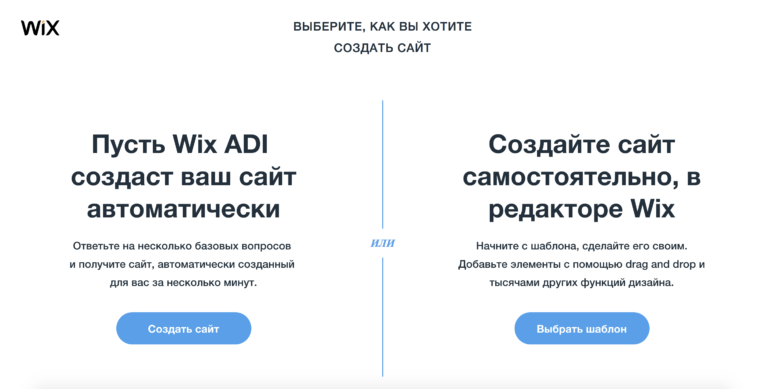 WiX
ВЫБЕРИТЕ, КАК ВЫ ХОТИТЕ
СОЗДАТЬ САЙТ
Пусть Wix ADI
создаст ваш сайт
автоматически
Ответьте на несколько базовых вопросов
и получите сайт, автоматически созданный
для вас за несколько минут.
Создать сайт
или
Создайте сайт
самостоятельно, в
редакторе Wix
Начните с шаблона, сделайте его своим.
Добавьте элементы с помощью drag and drop и
тысячами других функций дизайна.
Выбрать шаблон